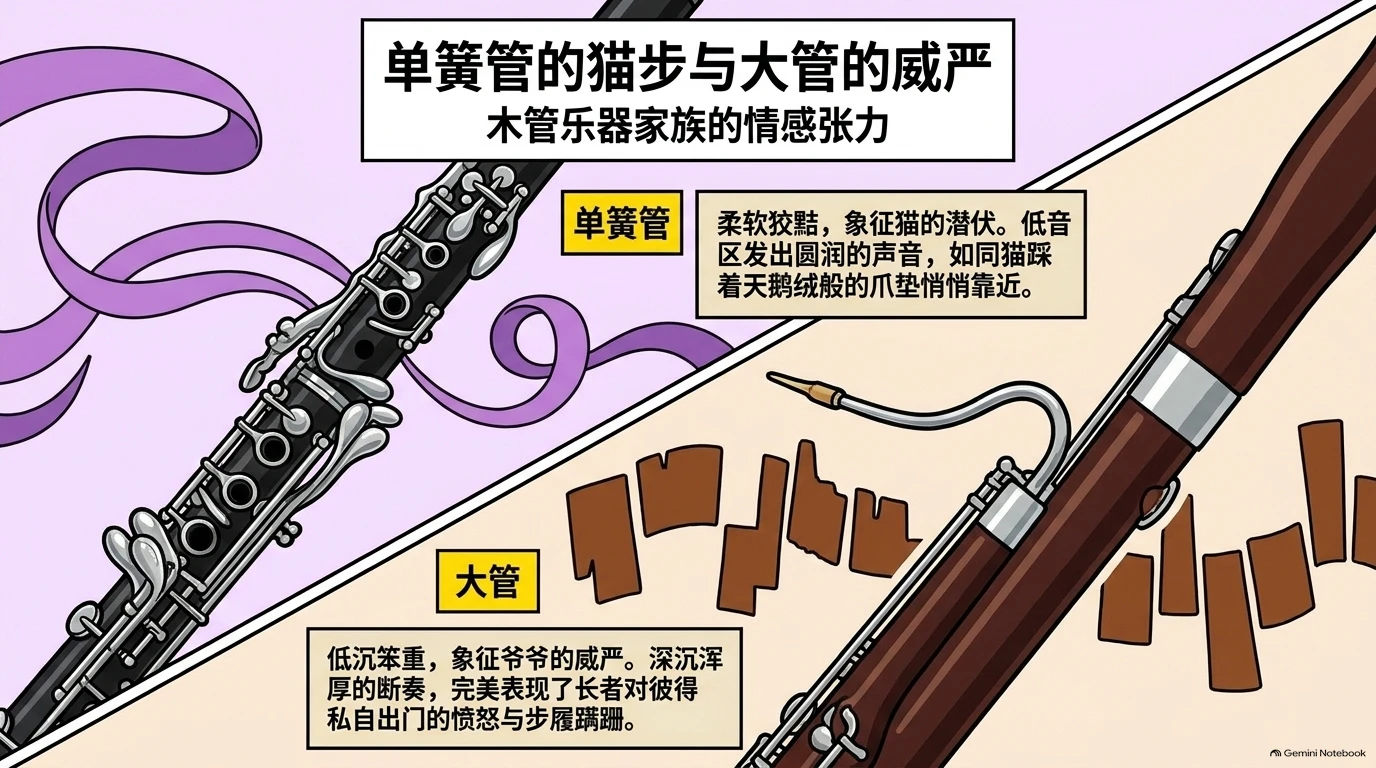 单簧管的猫步与大管的威严
木管乐器家族的情感张力
单簧管
柔软狡黠，象征猫的潜伏。低音
区发出圆润的声音，如同猫踩
着天鹅绒般的爪垫悄悄靠近。
大管
低沉笨重，象征爷爷的威严。深沉浑
厚的断奏，完美表现了长者对彼得
私自出门的愤怒与步履蹒跚。
Gemini Notebook